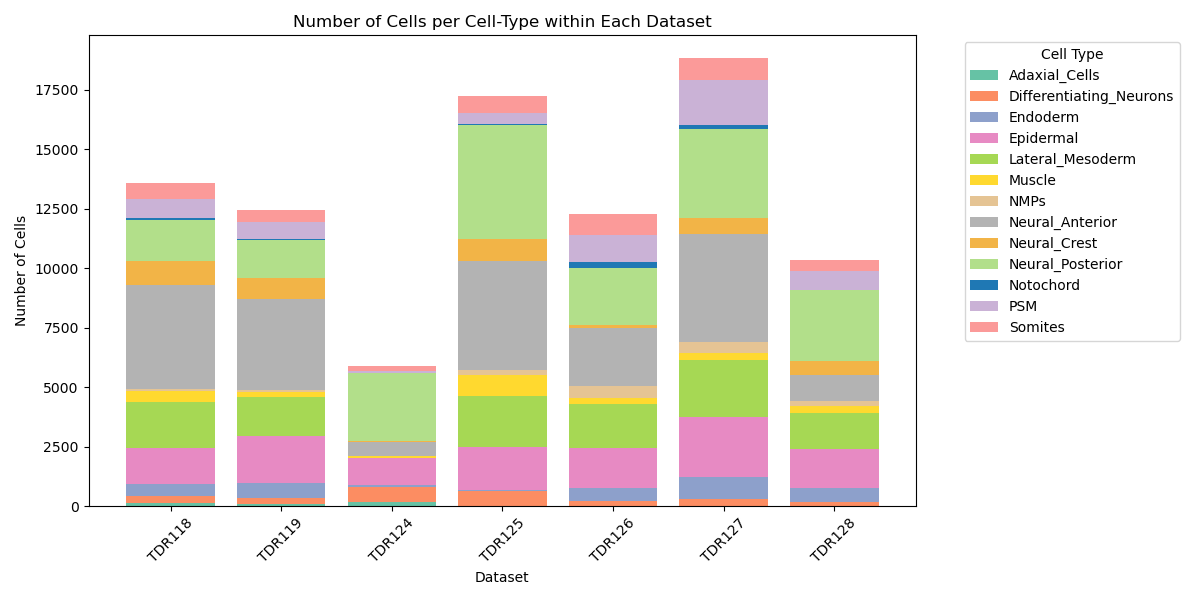 Number of Cells per Cell-Type within Each Dataset
Number of Cells
17500
15000
12500
10000
7500
5000
2500
0
TDR118
TDR119
TDR124
TDR125
TDR126
TDR127
TDR128
Dataset
Cell Type
Adaxial_Cells
Differentiating_Neurons
Endoderm
Epidermal
Lateral_Mesoderm
Muscle
NMPs
Neural_Anterior
Neural_Crest
Neural_Posterior
Notochord
PSM
Somites